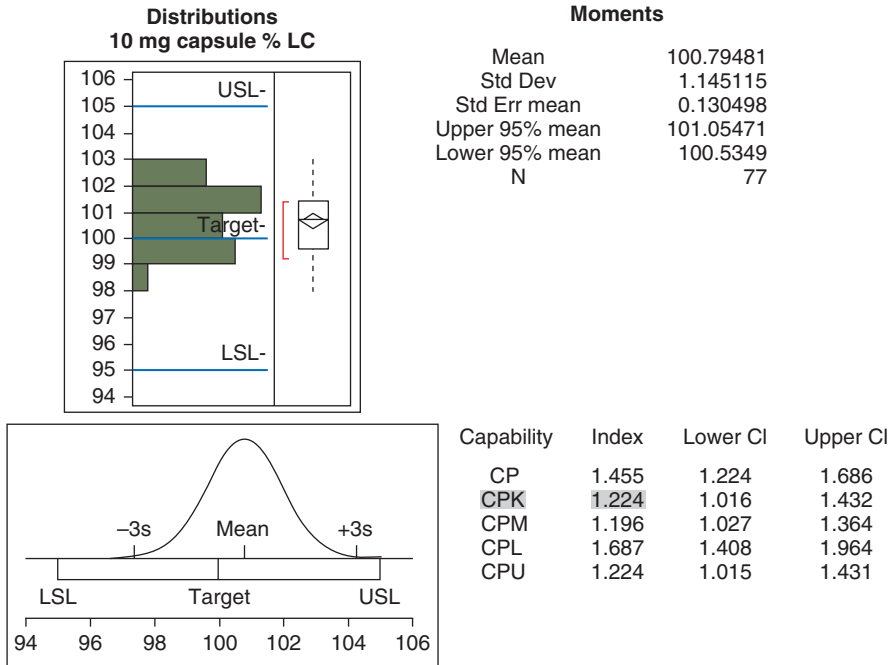 Distributions
10 mg capsule % LC
106
105
104
103
102
101
100
99
98
97
96
95
94
USL-
Target-
LSL-
Moments
Mean 100.79481
Std Dev 1.145115
Std Err mean 0.130498
Upper 95% mean 101.05471
Lower 95% mean 100.5349
N 77
–3s Mean +3s
LSL Target USL
94 96 98 100 102 104 106
Capability Index Lower CI Upper CI
CP 1.455 1.224 1.686
CPK 1.224 1.016 1.432
CPM 1.196 1.027 1.364
CPL 1.687 1.408 1.964
CPU 1.224 1.015 1.431